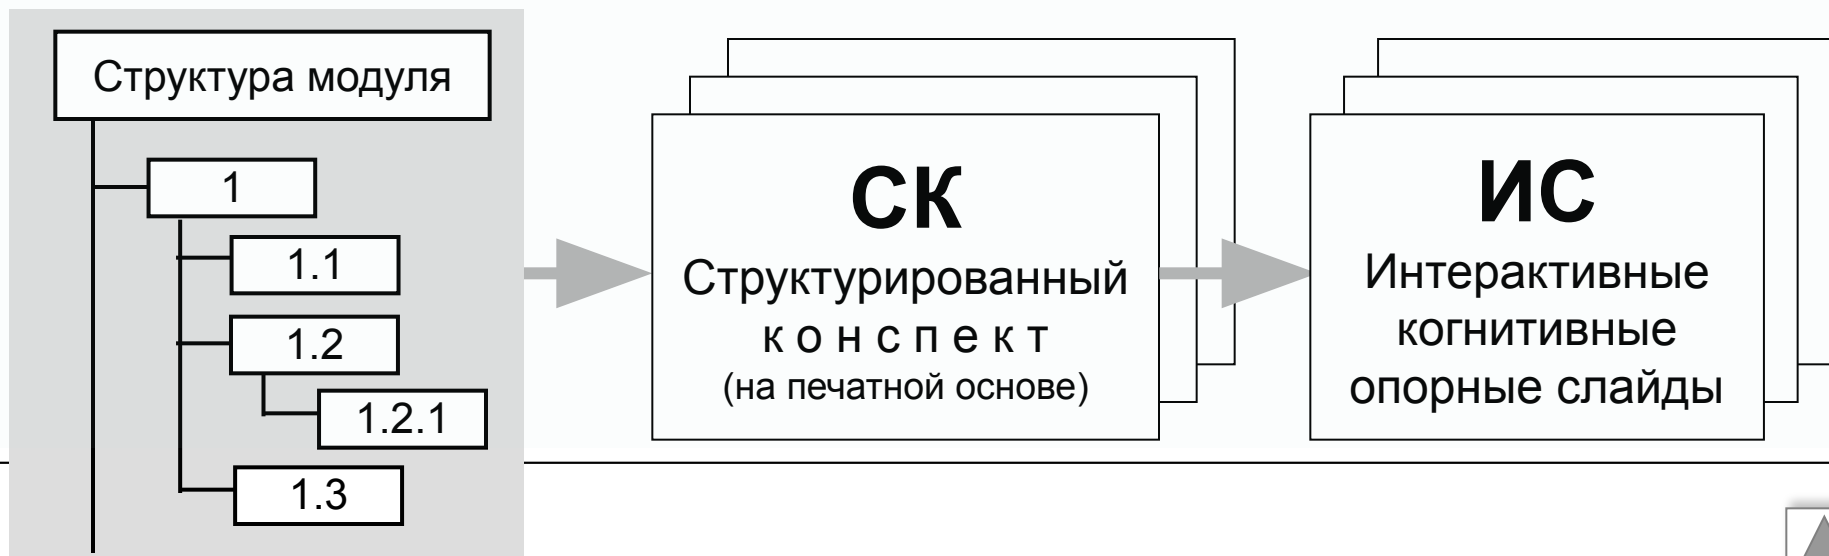 Структура модуля
1
1.1
1.2
1.2.1
1.3
СК
Структурированный
к о н с п е к т
(на печатной основе)
ИС
Интерактивные
когнитивные
опорные слайды